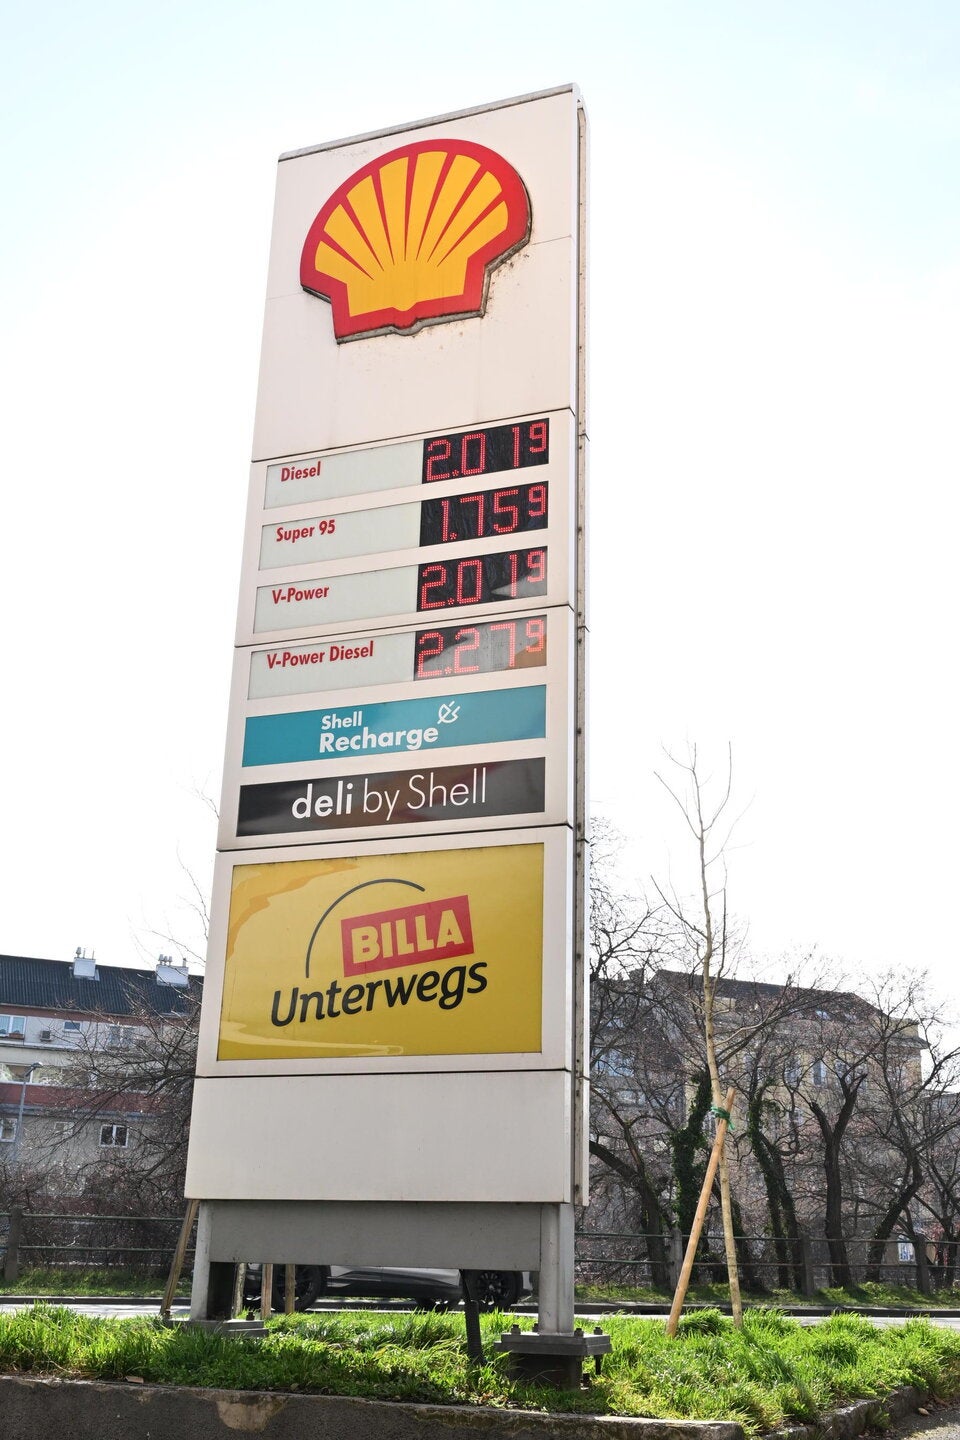 Diesel 2.019
Super 95 1.759
V-Power 2.019
V-Power Diesel 2.279
Shell
Recharge
deli by Shell
BILLA
Unterwegs